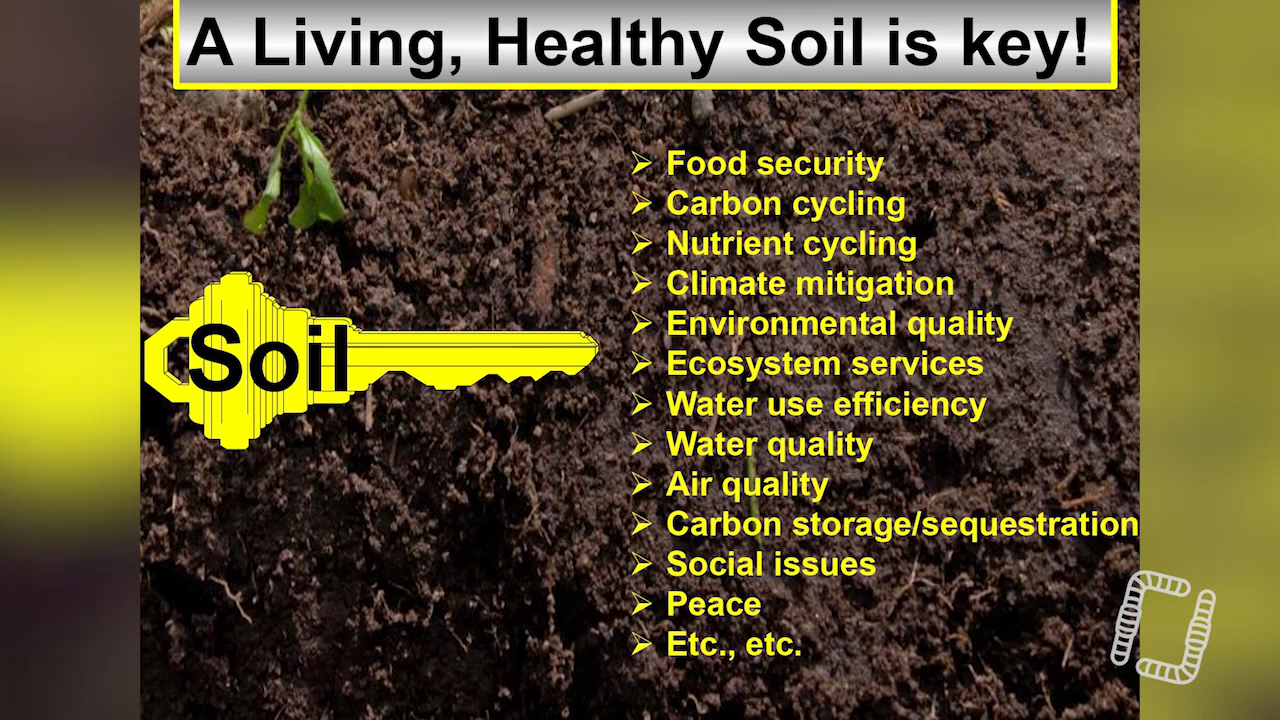 A Living, Healthy Soil is key!
Soil
Food security
Carbon cycling
Nutrient cycling
Climate mitigation
Environmental quality
Ecosystem services
Water use efficiency
Water quality
Air quality
Carbon storage/sequestration
Social issues
Peace
Etc., etc.